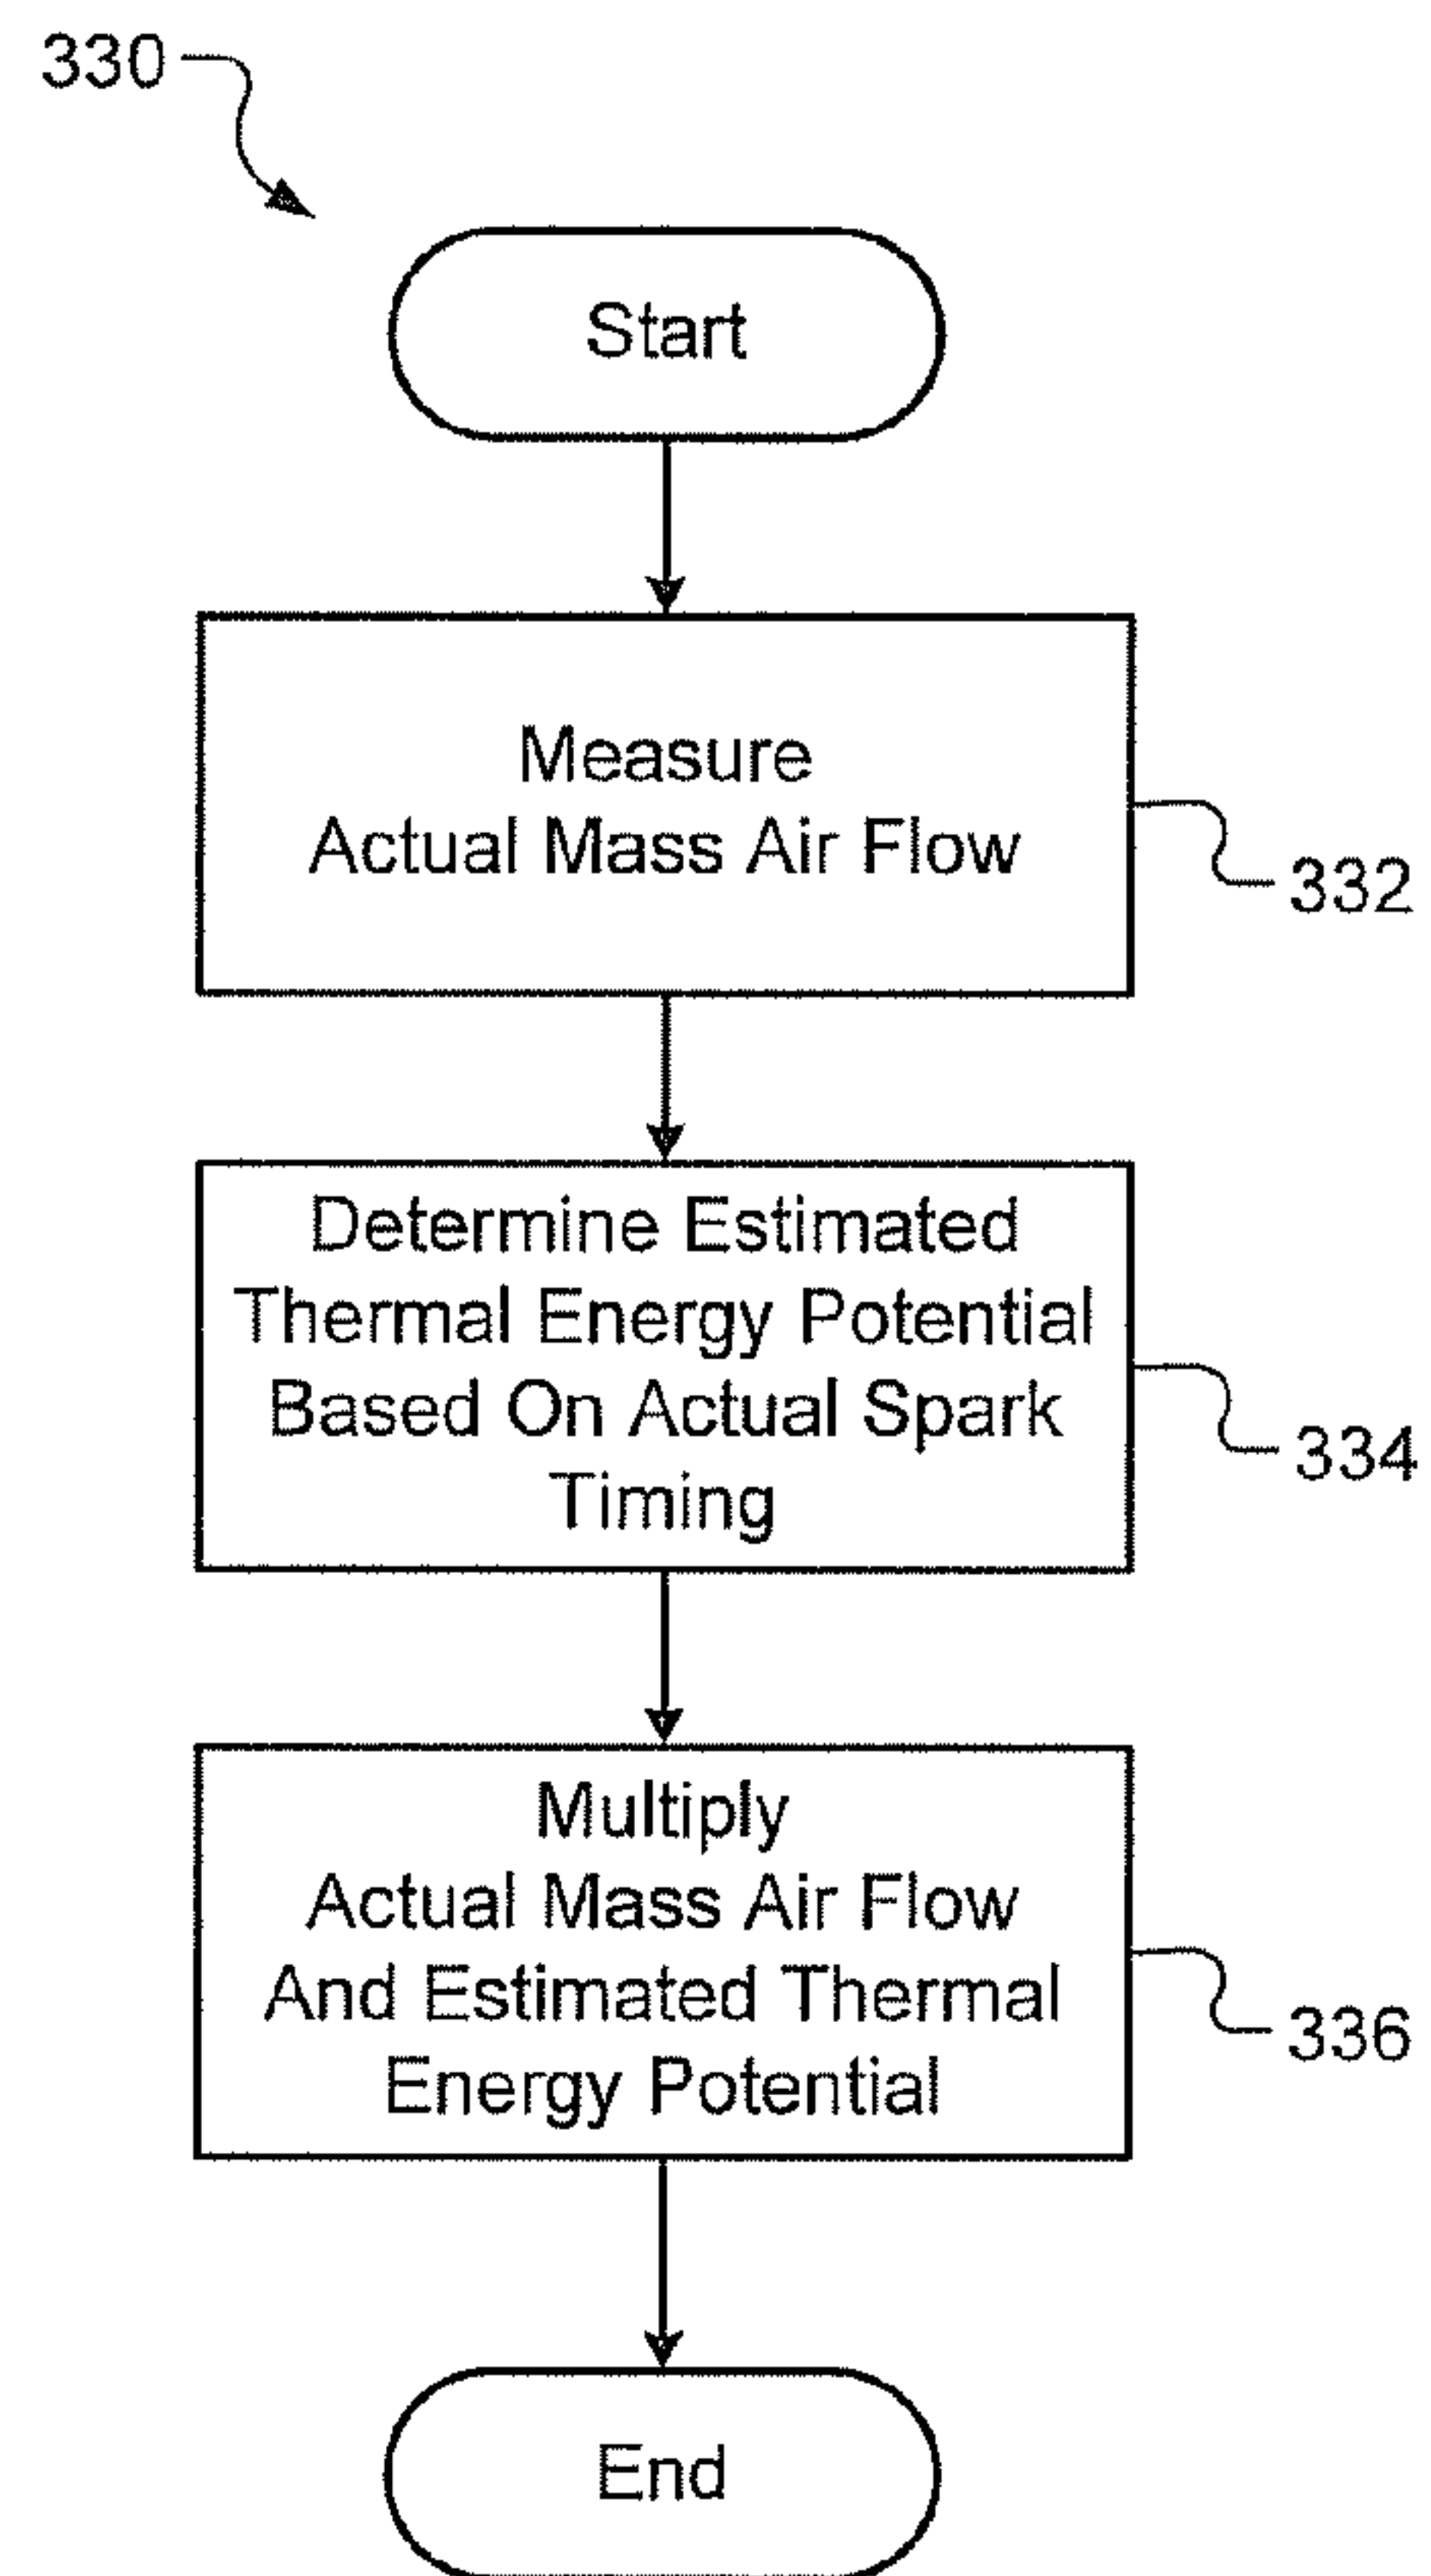 330
Start
Measure
Actual Mass Air Flow
332
Determine Estimated
Thermal Energy Potential
Based On Actual Spark
Timing
334
Multiply
Actual Mass Air Flow
And Estimated Thermal
Energy Potential
336
End